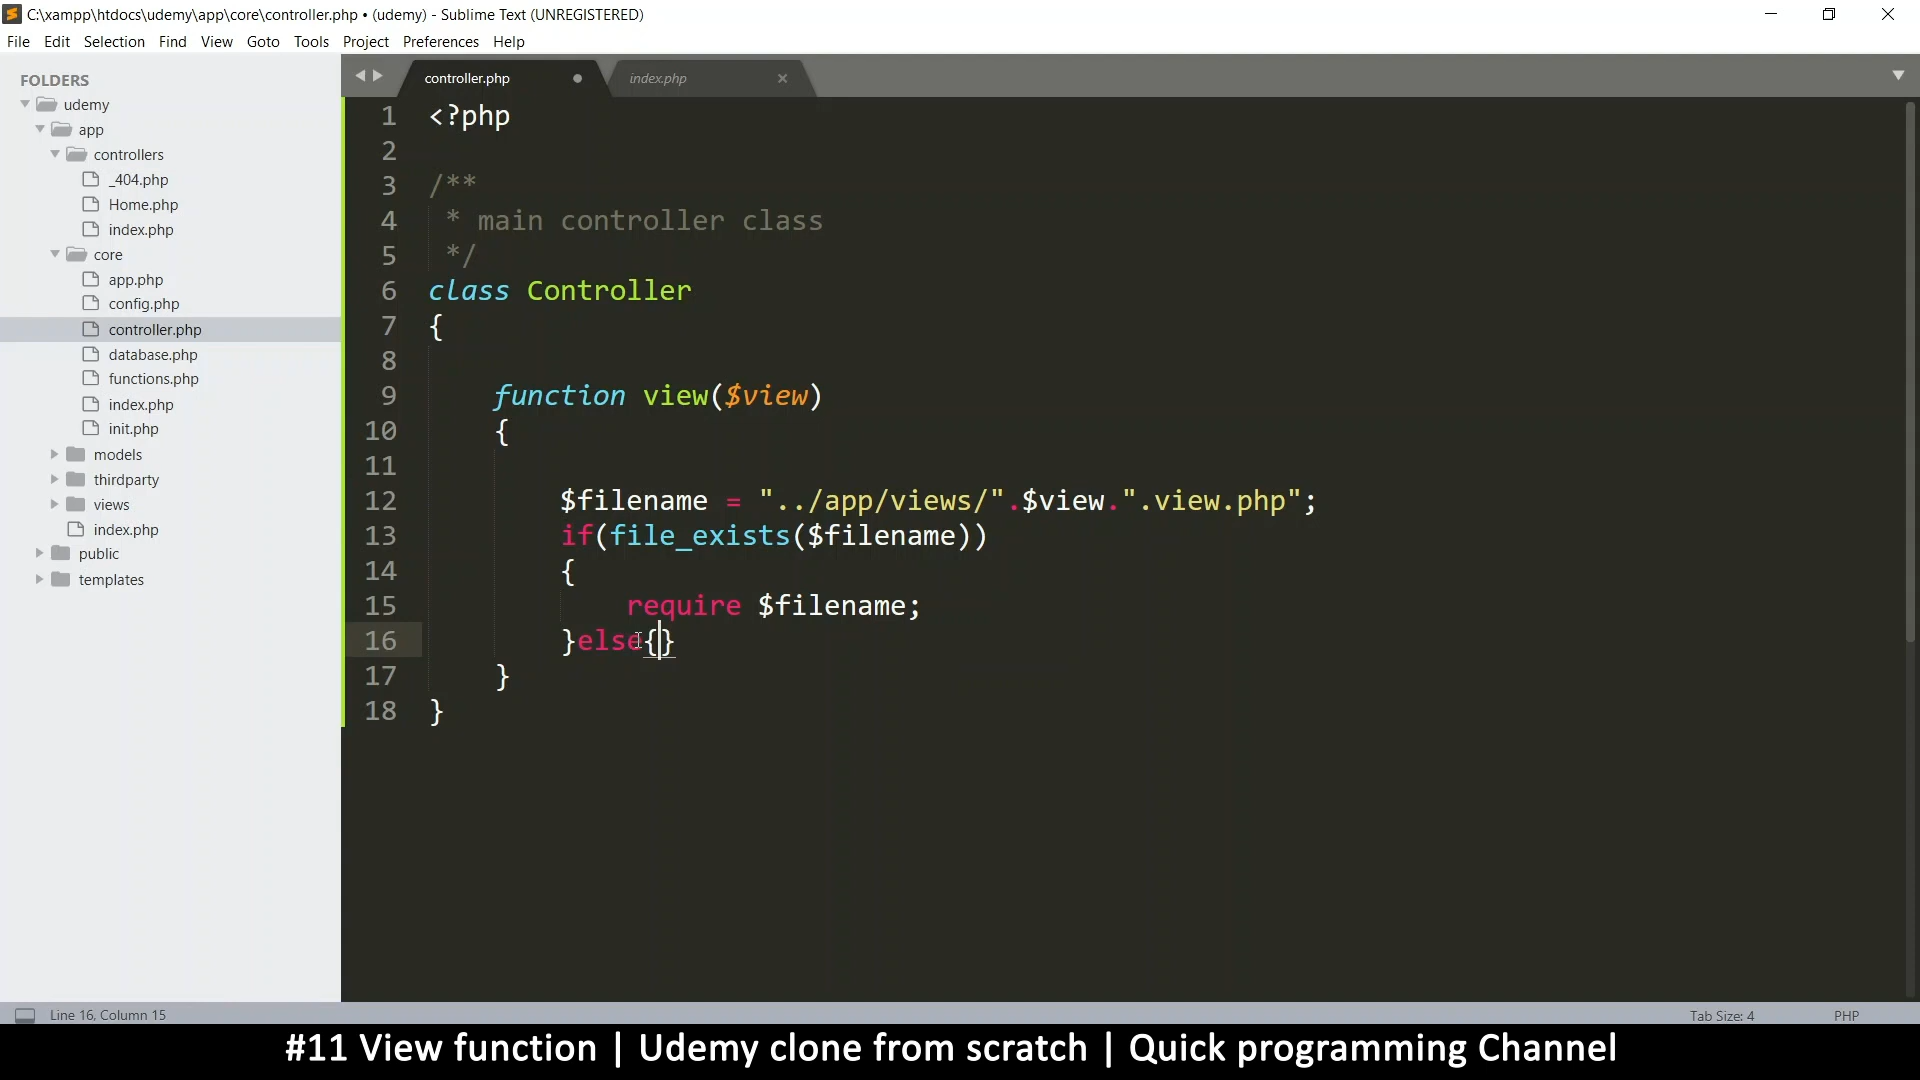 C:\xampp\htdocs\udemy\app\core\controller.php • (udemy) - Sublime Text (UNREGISTERED)
File Edit Selection Find View Goto Tools Project Preferences Help
FOLDERS
udemy
app
controllers
_404.php
Home.php
index.php
core
app.php
config.php
controller.php
database.php
functions.php
index.php
init.php
models
thirdparty
views
index.php
public
templates
controller.php index.php
1 <?php
2
3 /**
4 * main controller class
5 */
6 class Controller
7 {
8
9 function view($view)
10 {
11
12 $filename = "../app/views/".$view.".view.php";
13 if(file_exists($filename))
14 {
15 require $filename;
16 }else{}
17 }
18 }
Line 16, Column 15 Tab Size: 4 PHP
#11 View function | Udemy clone from scratch | Quick programming Channel